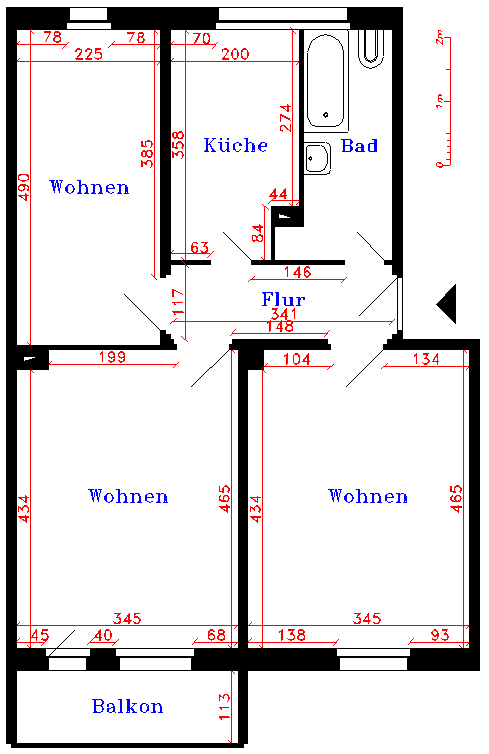 78 78 70
225 200
2m
1m
0
274
358
385
Küche Bad
490
Wohnen
44
84
63
146
117
Flur
341
148
199 104 134
Wohnen Wohnen
434 465 434 465
345 345
45 40 68 138 93
Balkon
113